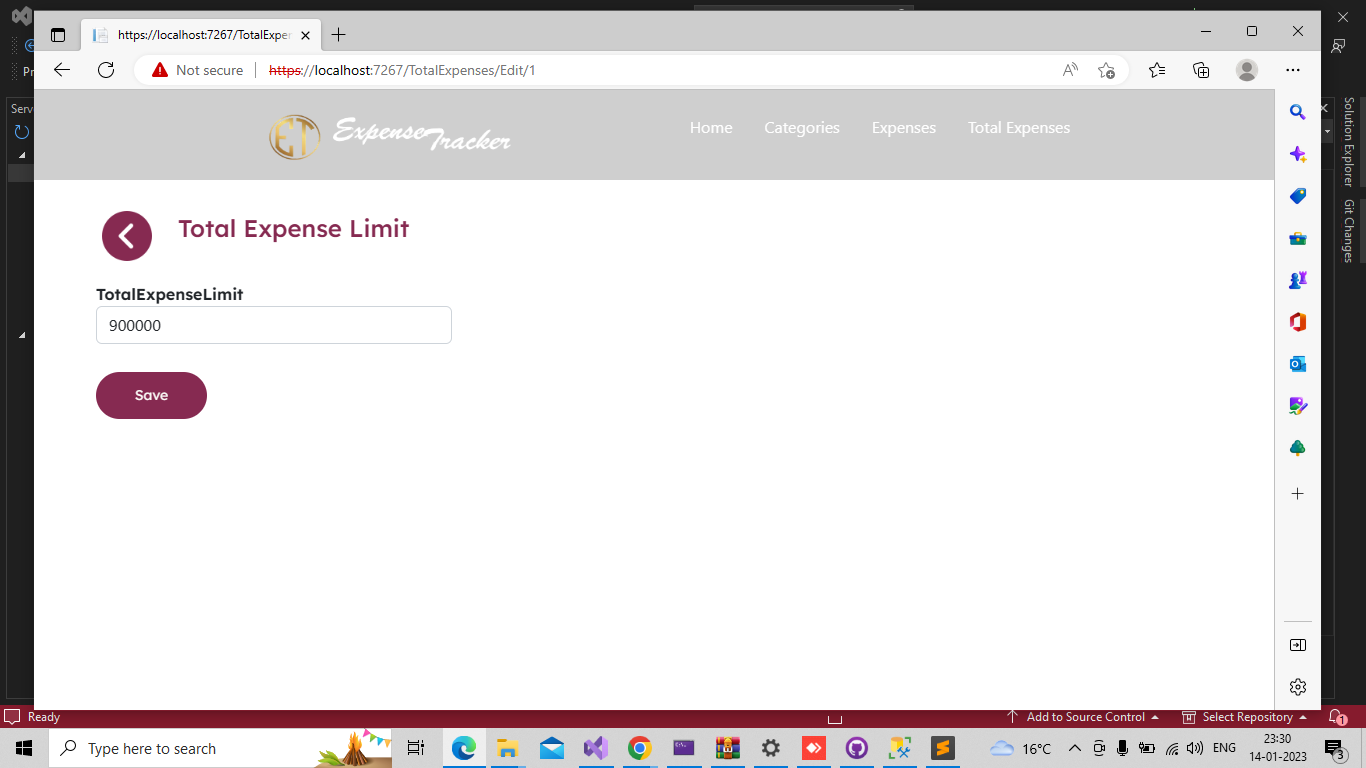 https://localhost:7267/TotalExpen
Not secure
https://localhost:7267/TotalExpenses/Edit/1
Serv
Pr
ET Expense Tracker
Home Categories Expenses Total Expenses
Solution Explorer
Git Changes
Total Expense Limit
TotalExpenseLimit
900000
Save
Ready
Add to Source Control
Select Repository
1
Type here to search
16°C
ENG
23:30
14-01-2023
3